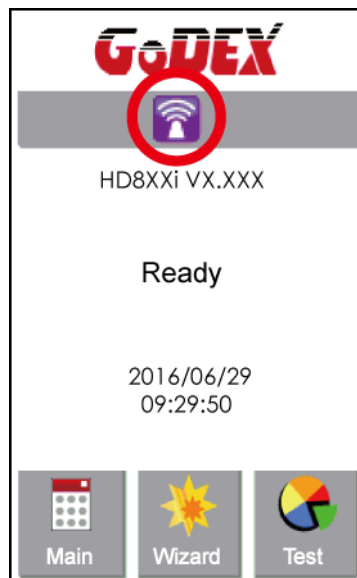 GoDEX
HD8XXi VX.XXX
Ready
2016/06/29
09:29:50
Main
Wizard
Test